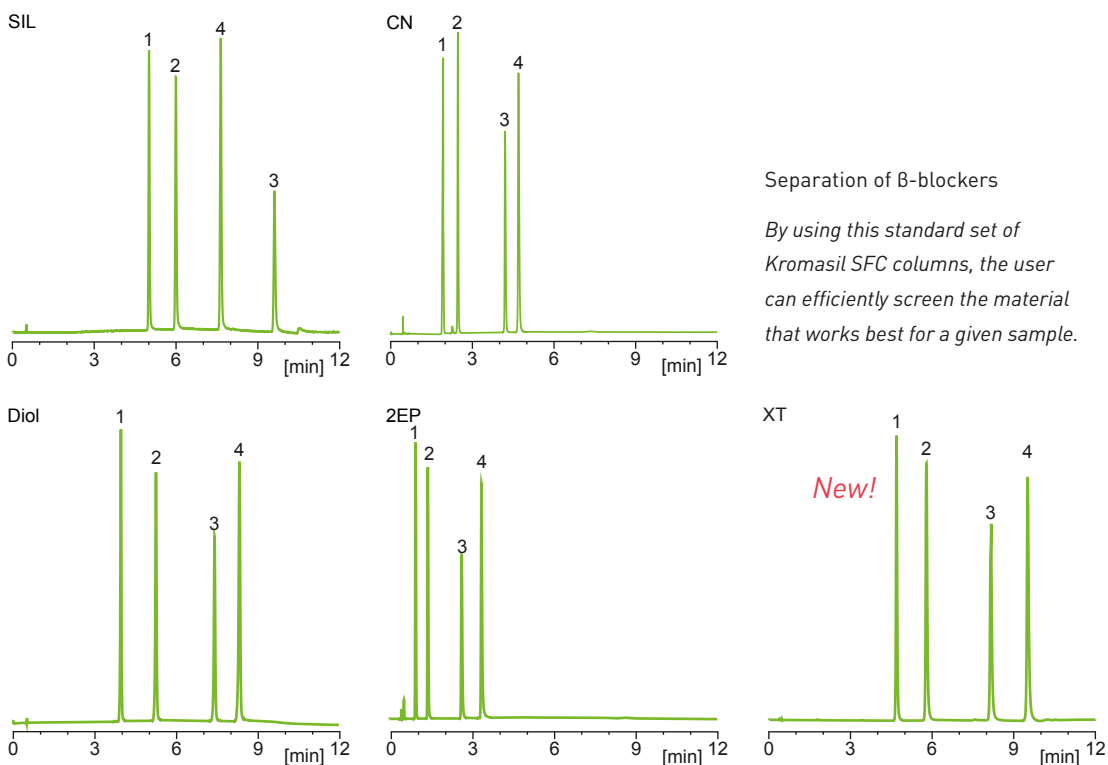 SIL
1
2
4
3
0 3 6 9 12
[min]
CN
1
2
3
4
0 3 6 9 12
[min]
Separation of ß-blockers
By using this standard set of
Kromasil SFC columns, the user
can efficiently screen the material
that works best for a given sample.
Diol
1
2
3
4
0 3 6 9 12
[min]
2EP
1
2
3
4
0 3 6 9 12
[min]
XT
New!
1
2
3
4
0 3 6 9 12
[min]